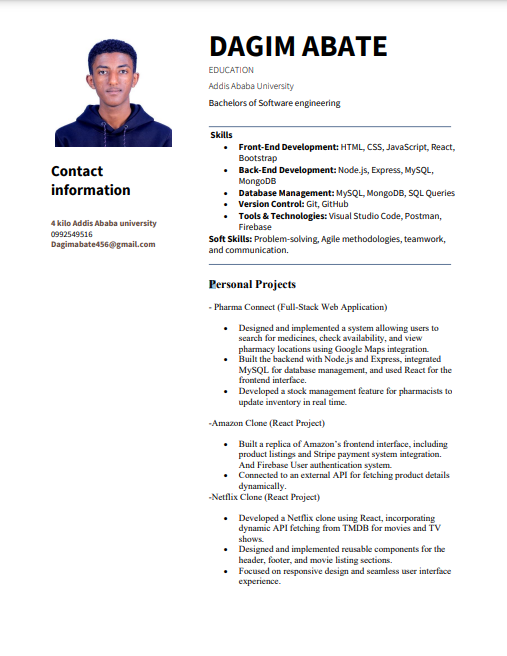 DAGIM ABATE
EDUCATION
Addis Ababa University
Bachelors of Software engineering
Contact
information
4 kilo Addis Ababa university
0992549516
Dagimabate456@gmail.com
Skills
• Front-End Development: HTML, CSS, JavaScript, React,
Bootstrap
• Back-End Development: Node.js, Express, MySQL,
MongoDB
• Database Management: MySQL, MongoDB, SQL Queries
• Version Control: Git, GitHub
• Tools & Technologies: Visual Studio Code, Postman,
Firebase
Soft Skills: Problem-solving, Agile methodologies, teamwork,
and communication.
Personal Projects
- Pharma Connect (Full-Stack Web Application)
• Designed and implemented a system allowing users to
search for medicines, check availability, and view
pharmacy locations using Google Maps integration.
• Built the backend with Node.js and Express, integrated
MySQL for database management, and used React for the
frontend interface.
• Developed a stock management feature for pharmacists to
update inventory in real time.
-Amazon Clone (React Project)
• Built a replica of Amazon’s frontend interface, including
product listings and Stripe payment system integration.
And Firebase User authentication system.
• Connected to an external API for fetching product details
dynamically.
-Netflix Clone (React Project)
• Developed a Netflix clone using React, incorporating
dynamic API fetching from TMDB for movies and TV
shows.
• Designed and implemented reusable components for the
header, footer, and movie listing sections.
• Focused on responsive design and seamless user interface
experience.